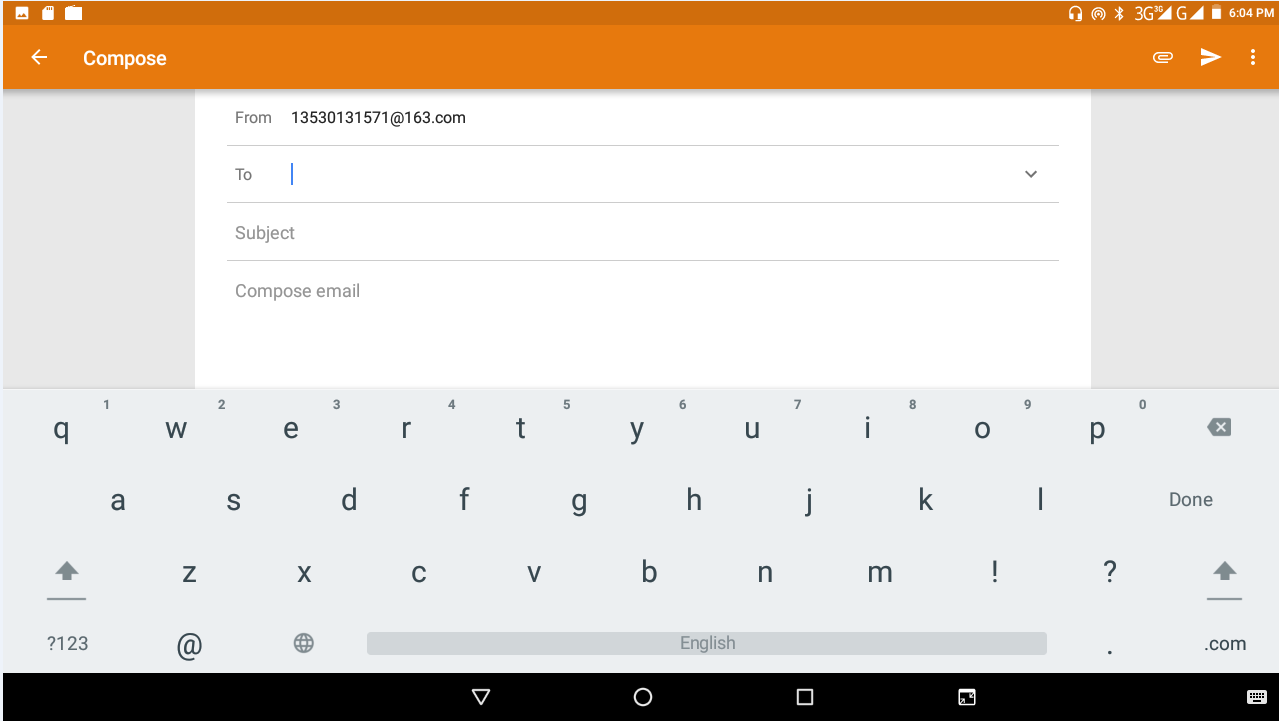 3G 3G G 6:04 PM
Compose
From 13530131571@163.com
To
Subject
Compose email
1 2 3 4 5 6 7 8 9 0
q w e r t y u i o p
a s d f g h j k l Done
z x c v b n m ! ?
?123 @ English . .com